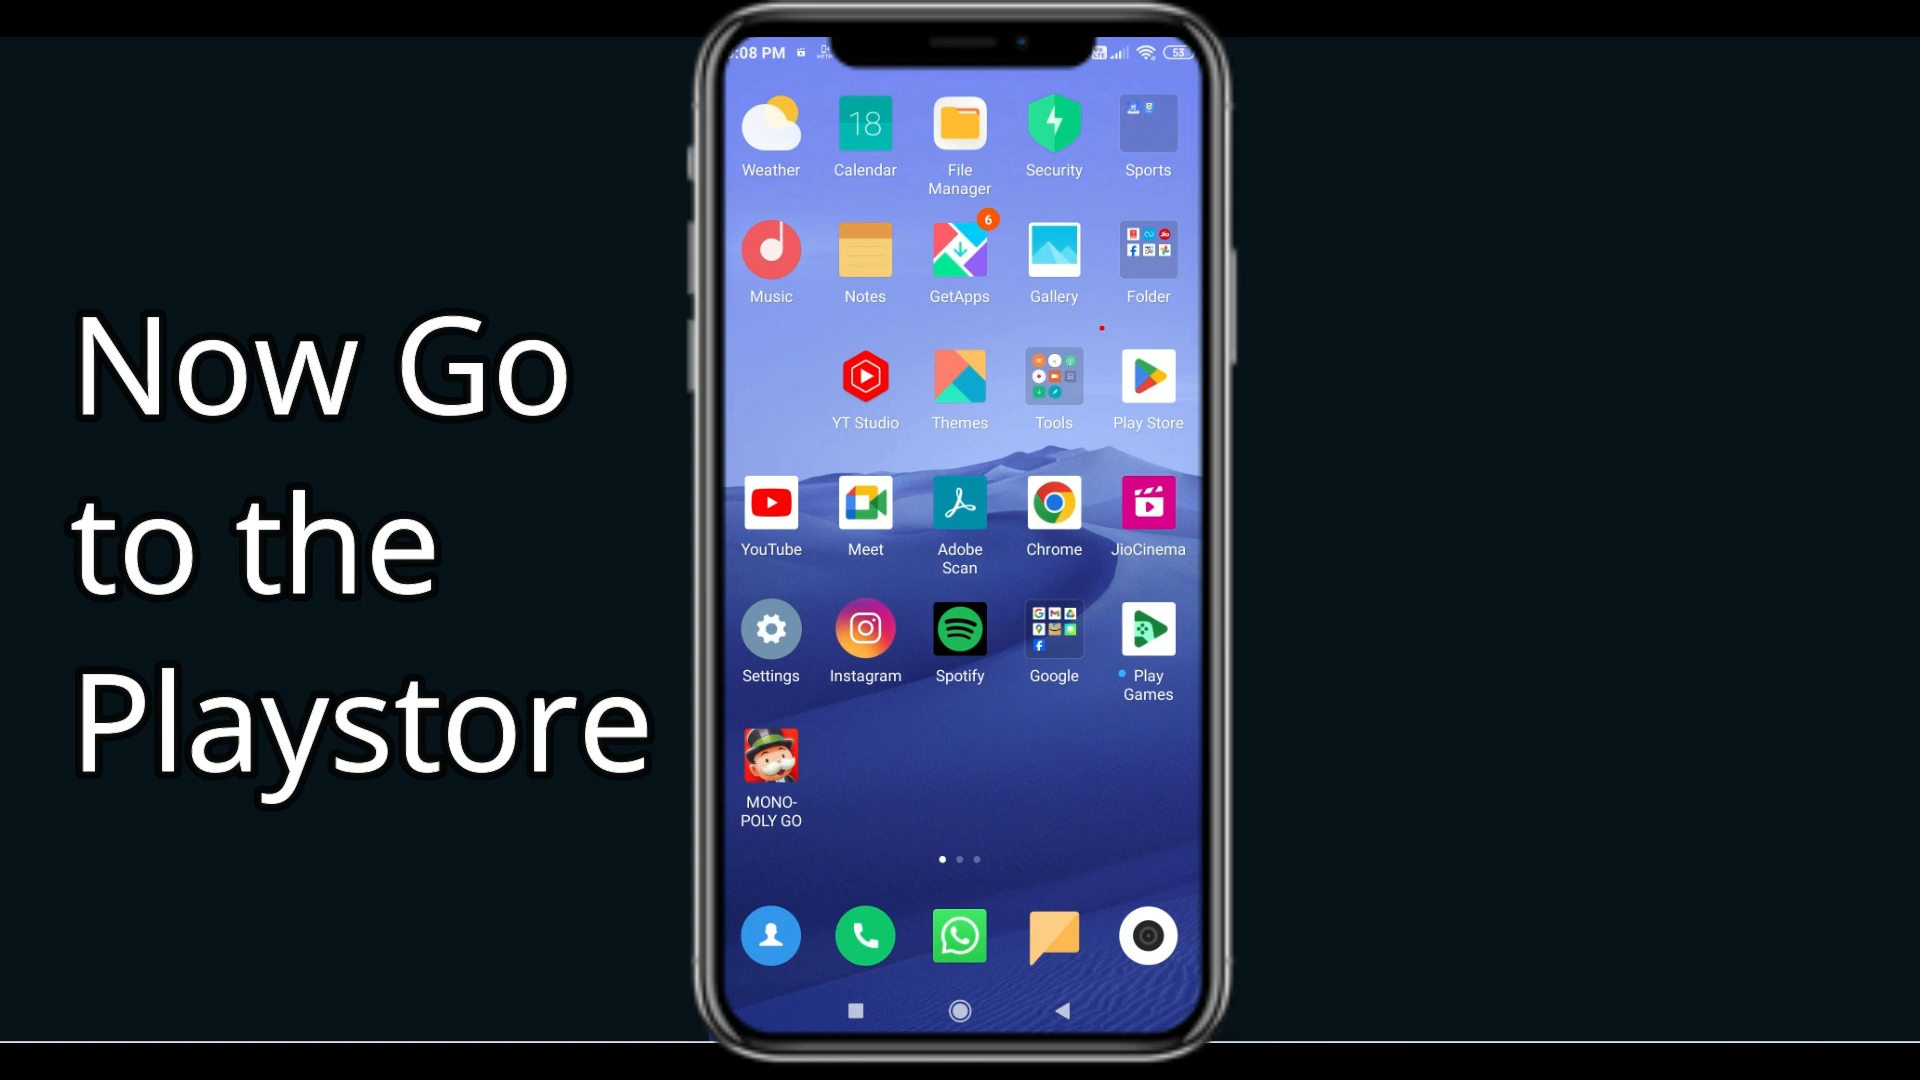 Now Go
to the
Playstore
:08 PM
53
Weather
18
Calendar
File
Manager
Security
Sports
Music
Notes
6
GetApps
Gallery
Folder
YT Studio
Themes
Tools
Play Store
YouTube
Meet
Adobe
Scan
Chrome
JioCinema
Settings
Instagram
Spotify
Google
Play
Games
MONO-
POLY GO